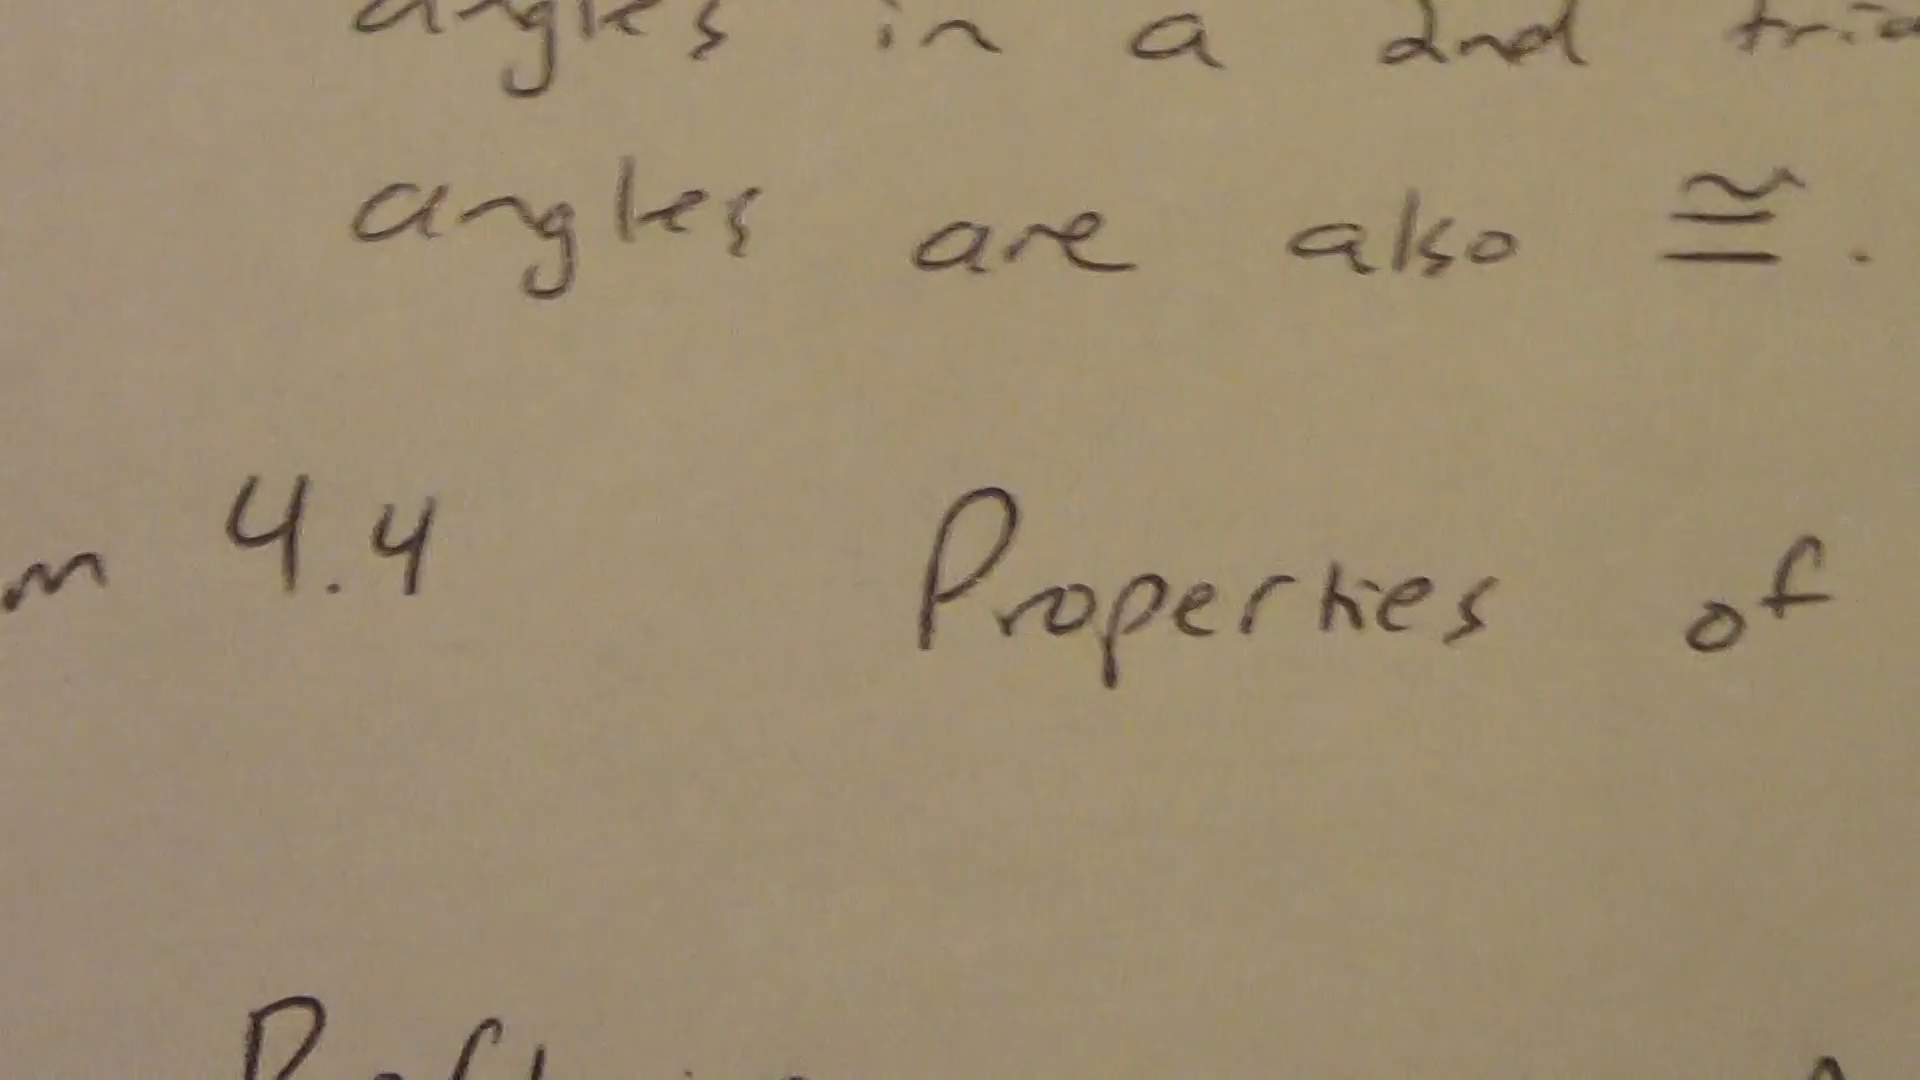 angles in a 2nd
angles are also ≅.
m 4.4 Properties of